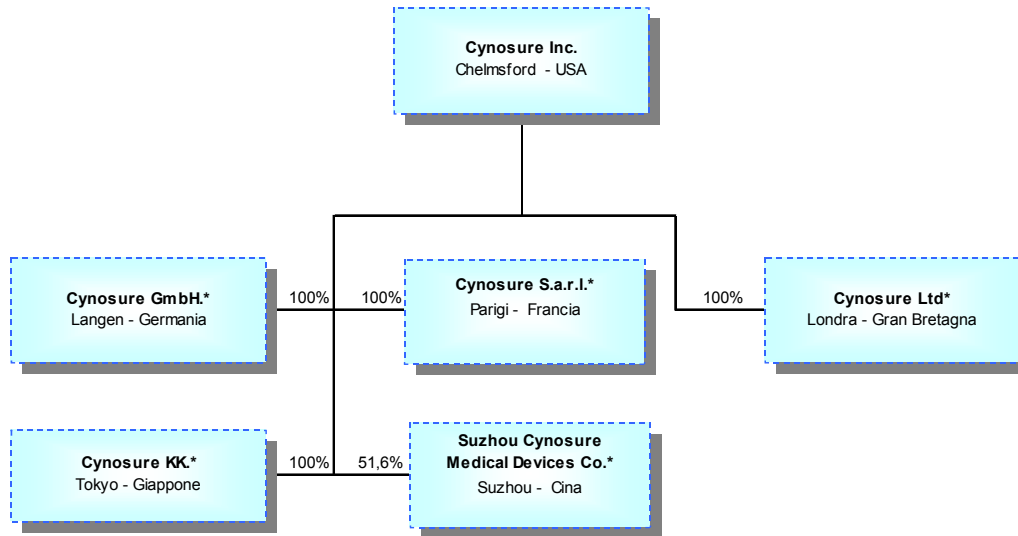 Cynosure Inc.
Chelmsford - USA
Cynosure GmbH.*
Langen - Germania
100%
100%
Cynosure S.a.r.l.*
Parigi - Francia
100%
Cynosure Ltd*
Londra - Gran Bretagna
Cynosure KK.*
Tokyo - Giappone
100%
51,6%
Suzhou Cynosure
Medical Devices Co.*
Suzhou - Cina